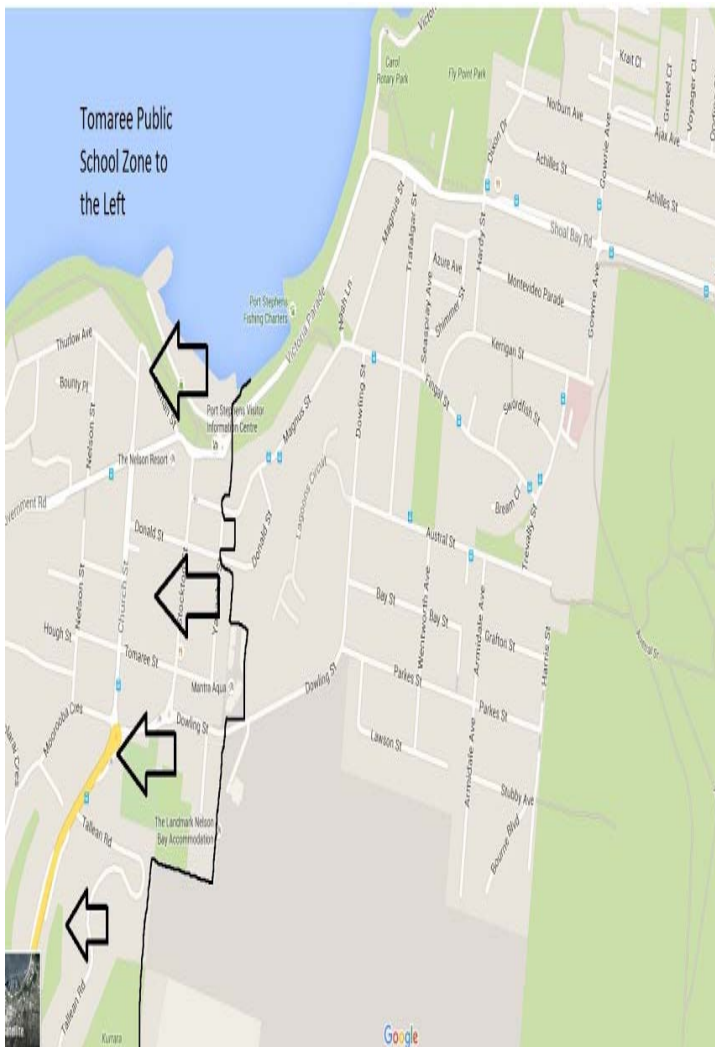 Tomaree Public
School Zone to
the Left
Carol
Rotary Park
Fly Point Park
Krait Cl
Gretel Cl
Voyager Cl
Norburn Ave
Ajax Ave
Dixon Dr
Gowrie Ave
Achilles St
Achilles St
Magnus St
Trafalgar St
Hardy St
Shoal Bay Rd
Azure Ave
Seaspray Ave
Shimmer St
Montevideo Parade
Gowrie Ave
Port Stephens
Fishing Charters
Victoria Parade
Kerrigan St
Thurlow Ave
Bounty Pl
Nelson St
Dowling St
Fingal St
Swordfish St
Port Stephens Visitor
Information Centre
Magnus St
The Nelson Resort
Government Rd
Lagoons Circuit
Bream Cl
Trevally St
Donald St
Donald St
Austral St
Church St
Stockton St
Nelson St
Bay St
Bay St
Wentworth Ave
Armidale Ave
Grafton St
Harris St
Austral St
Hough St
Tomaree St
Mantra Aqua
Parkes St
Parkes St
Moorooba Cres
Dowling St
Dowling St
Lawson St
Armidale Ave
Stubby Ave
Bourne Blvd
Tallean Rd
The Landmark Nelson
Bay Accommodation
Tallean Rd
Kumara
Google